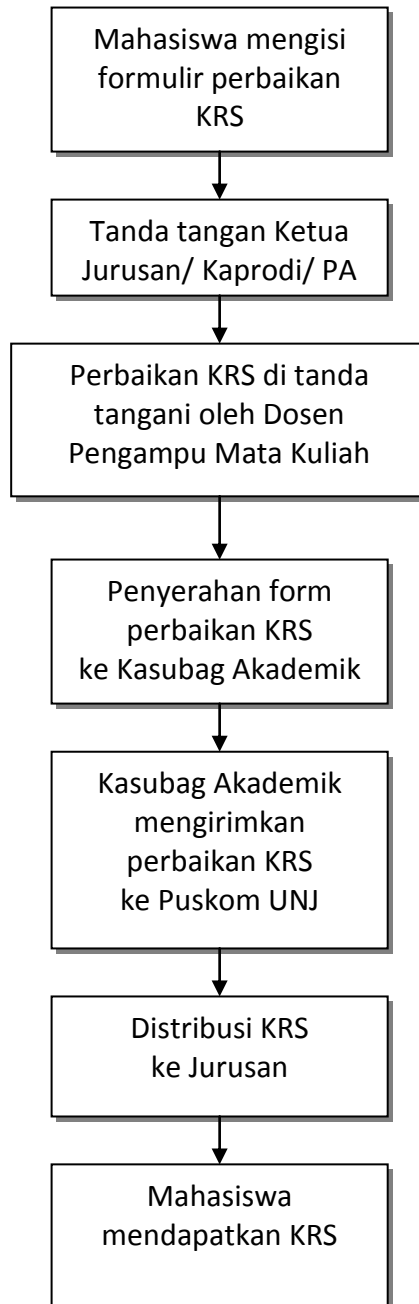 Mahasiswa mengisi
formulir perbaikan
KRS
Tanda tangan Ketua
Jurusan/ Kaprodi/ PA
Perbaikan KRS di tanda
tangani oleh Dosen
Pengampu Mata Kuliah
Penyerahan form
perbaikan KRS
ke Kasubag Akademik
Kasubag Akademik
mengirimkan
perbaikan KRS
ke Puskom UNJ
Distribusi KRS
ke Jurusan
Mahasiswa
mendapatkan KRS